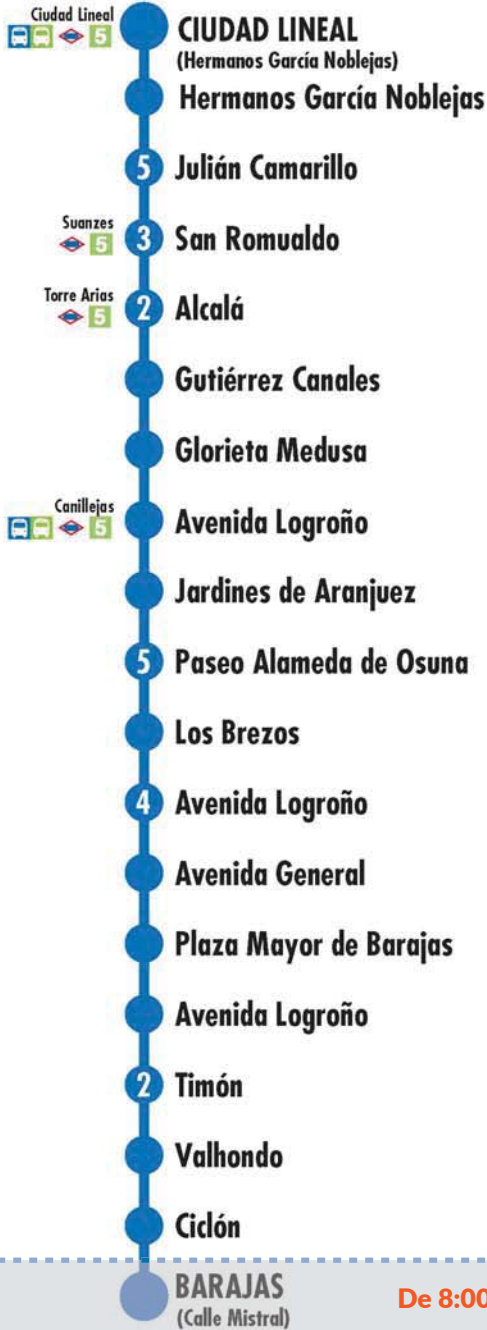 Ciudad Lineal
5
CIUDAD LINEAL
(Hermanos García Noblejas)
Hermanos García Noblejas
5 Julián Camarillo
Suanzes
5
3 San Romualdo
Torre Arias
5
2 Alcalá
Gutiérrez Canales
Glorieta Medusa
Canillejas
5
Avenida Logroño
Jardines de Aranjuez
5 Paseo Alameda de Osuna
Los Brezos
4 Avenida Logroño
Avenida General
Plaza Mayor de Barajas
Avenida Logroño
2 Timón
Valhondo
Ciclón
BARAJAS
(Calle Mistral)
De 8:00